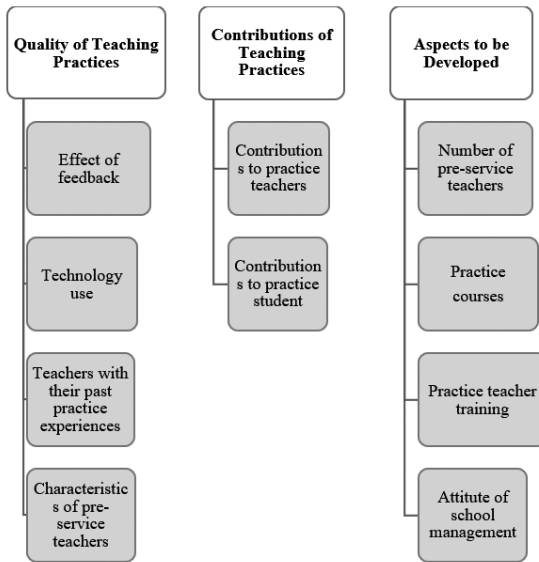 Quality of Teaching
Practices
Effect of
feedback
Technology
use
Teachers with
their past
practice
experiences
Characteristic
s of pre-
service
teachers
Contributions of
Teaching
Practices
Contribution
s to practice
teachers
Contribution
s to practice
student
Aspects to be
Developed
Number of
pre-service
teachers
Practice
courses
Practice teacher
training
Attitute of
school
management